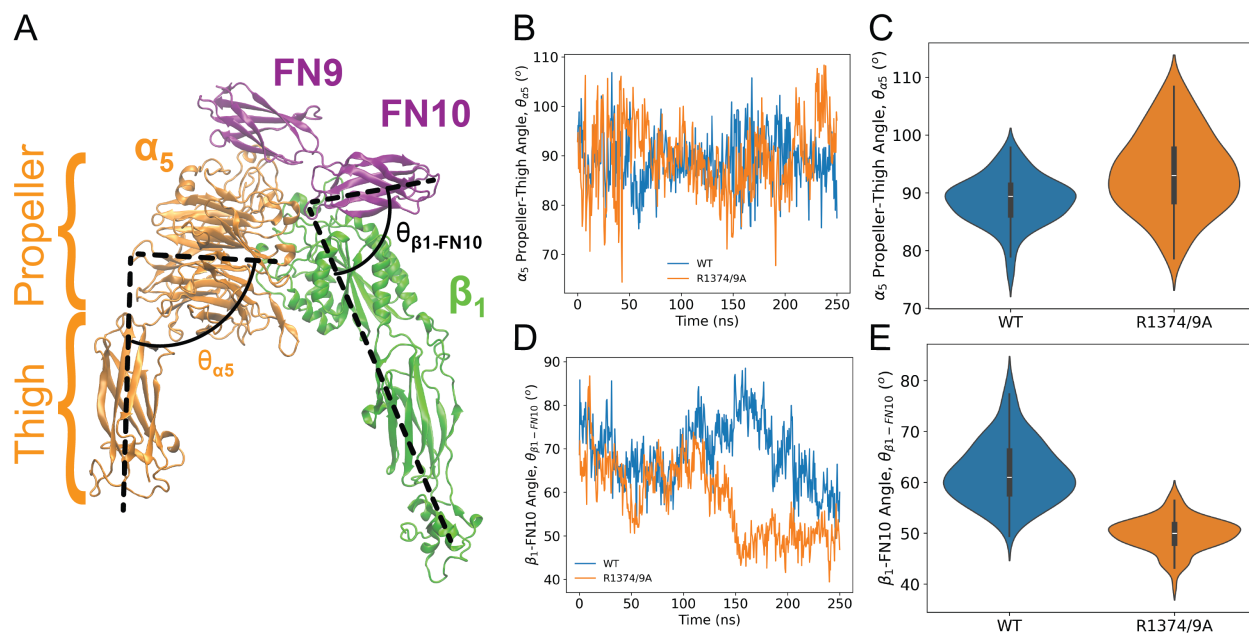 A
FN9
FN10
α5
Propeller
Thigh
θβ1-FN10
β1
θα5
B
α5 Propeller-Thigh Angle, θα5 (°)
110
100
90
80
70
WT
R1374/9A
0 50 100 150 200 250
Time (ns)
C
α5 Propeller-Thigh Angle, θα5 (°)
110
100
90
80
70
WT R1374/9A
D
β1-FN10 Angle, θβ1−FN10 (°)
90
80
70
60
50
40
WT
R1374/9A
0 50 100 150 200 250
Time (ns)
E
β1-FN10 Angle, θβ1−FN10 (°)
80
70
60
50
40
WT R1374/9A